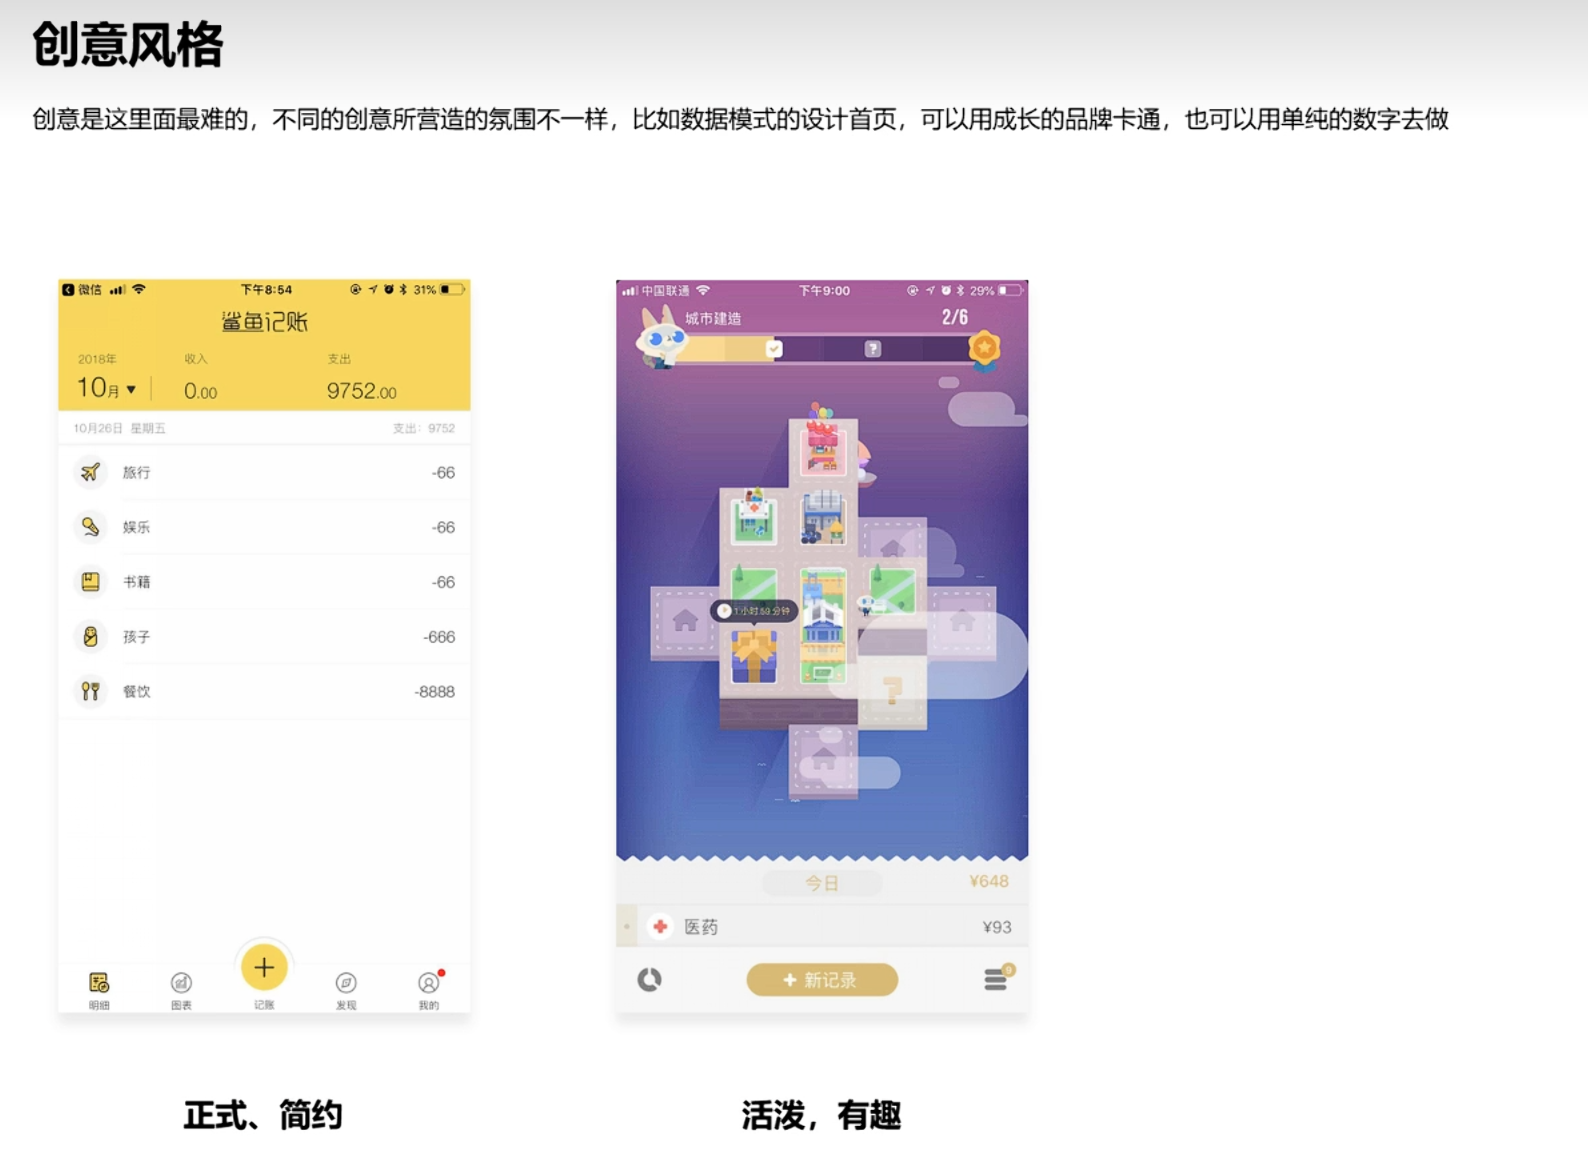 创意风格
创意是这里面最难的，不同的创意所营造的氛围不一样，比如数据模式的设计首页，可以用成长的品牌卡通，也可以用单纯的数字去做
微信 下午8:54 31%
鲨鱼记账
2018年 收入 支出
10月 0.00 9752.00
10月26日 星期五 支出：9752
旅行 -66
娱乐 -66
书籍 -66
孩子 -666
餐饮 -8888
明细 图表 记账 发现 我的
正式、简约
中国联通 下午9:00 29%
城市建造 2/6
?
1小时59分钟
?
今日 ¥648
医药 ¥93
+ 新记录 9
活泼，有趣